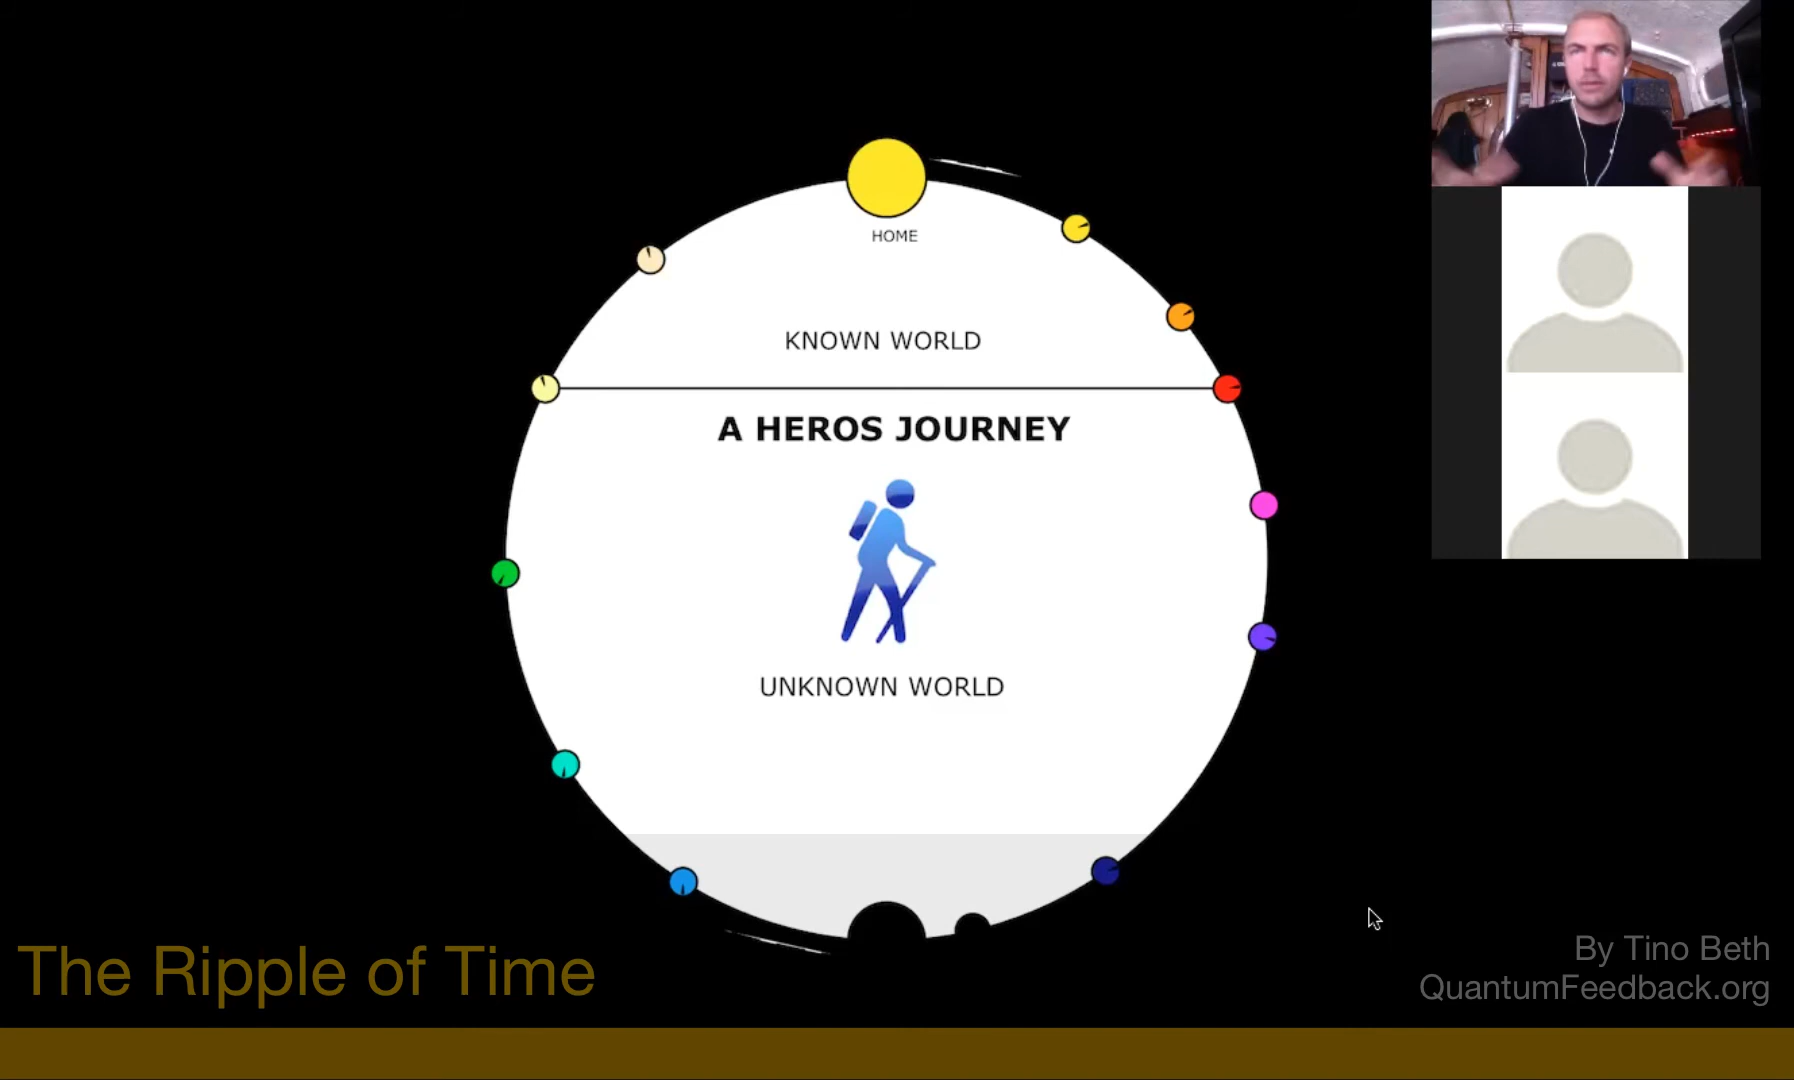 HOME
KNOWN WORLD
A HEROS JOURNEY
UNKNOWN WORLD
The Ripple of Time
By Tino Beth
QuantumFeedback.org